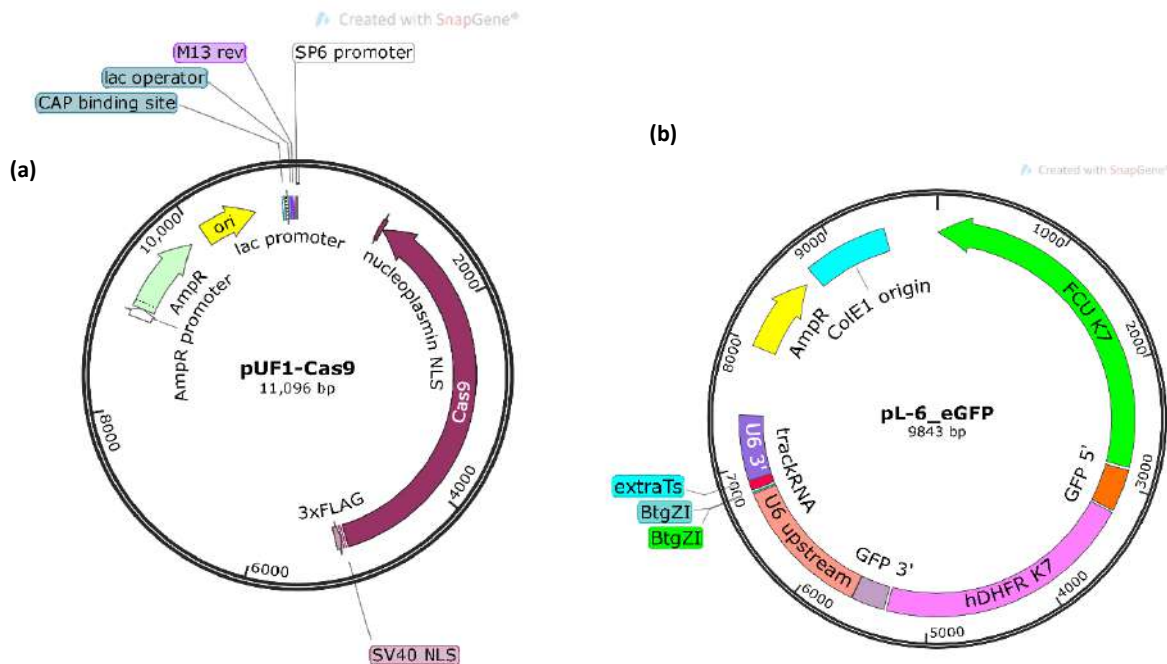 Created with SnapGene®
M13 rev
SP6 promoter
lac operator
CAP binding site
(a)
10,000
ori
lac promoter
AmpR
AmpR promoter
nucleoplasmin NLS
2000
pUF1-Cas9
11,096 bp
Cas9
8000
4000
3xFLAG
6000
SV40 NLS
(b)
Created with SnapGene®
9000
1000
ColE1 origin
FCU K7
AmpR
2000
8000
pL-6_eGFP
9843 bp
U6 3'
trackRNA
GFP 5'
3000
7000
extraTs
BtgZI
BtgZI
U6 upstream
GFP 3'
hDHFR K7
4000
6000
5000